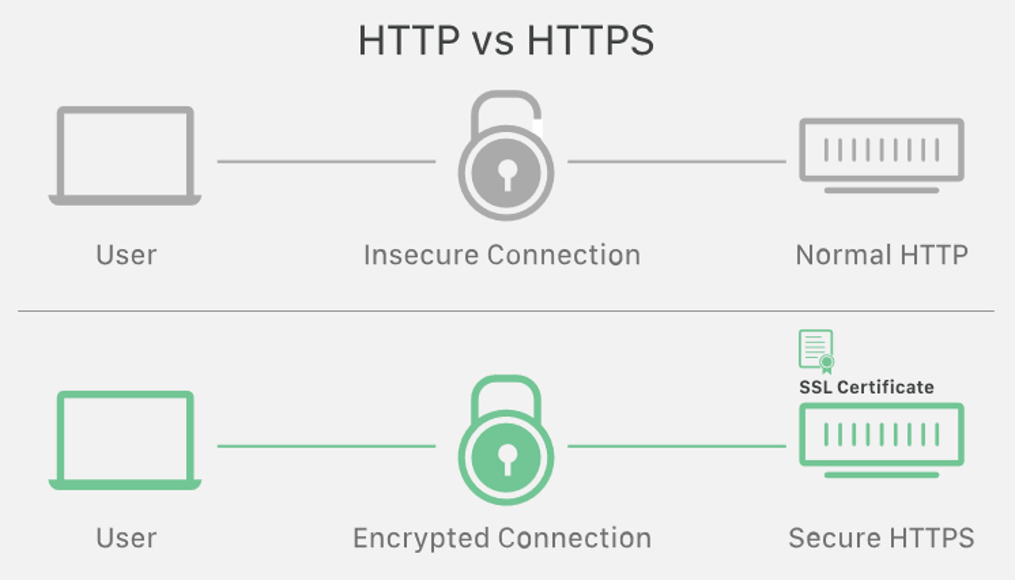 HTTP vs HTTPS
User
Insecure Connection
Normal HTTP
SSL Certificate
User
Encrypted Connection
Secure HTTPS